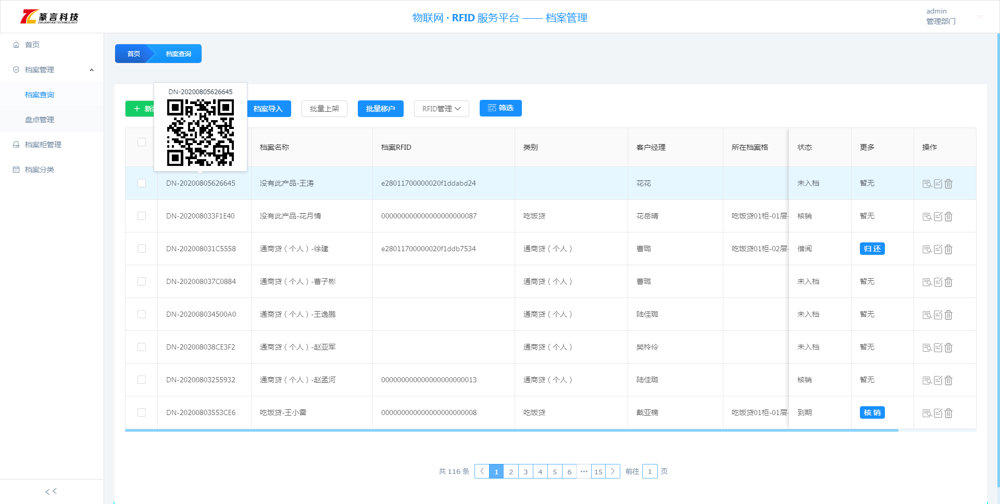 篆言科技
ZHUANYAN TECHNOLOGY
物联网 · RFID 服务平台 —— 档案管理
admin
管理部门
首页
档案管理
档案查询
盘点管理
档案柜管理
档案分类
首页 档案查询
DN-20200805626645
+ 新 档案导入 批量上架 批量移户 RFID管理 筛选
档案名称 档案RFID 类别 客户经理 所在档案格 状态 更多 操作
DN-20200805626645 没有此产品-王涛 e28011700000020f1ddabd24 花花 未入档 暂无
DN-202008033F1E40 没有此产品-花月情 000000000000000000000087 吃饭贷 花岳晴 吃饭贷01柜-01层- 核销 暂无
DN-202008031C5558 通商贷（个人）-徐建 e28011700000020f1ddb7534 通商贷（个人） 曹璐 吃饭贷01柜-02层- 借阅 归还
DN-202008037C0884 通商贷（个人）-曹子彬 通商贷（个人） 曹璐 未入档 暂无
DN-202008034500A0 通商贷（个人）-王逸鹏 通商贷（个人） 陆佳璐 未入档 暂无
DN-202008038CE3F2 通商贷（个人）-赵亚军 通商贷（个人） 樊柃伶 未入档 暂无
DN-20200803255932 通商贷（个人）-赵孟河 000000000000000000000013 通商贷（个人） 陆佳璐 核销 暂无
DN-20200803553CE6 吃饭贷-王小雷 000000000000000000000008 吃饭贷 戴亚楠 吃饭贷01柜-01层- 到期 核销
共 116 条 < 1 2 3 4 5 6 ··· 15 > 前往 1 页
<<